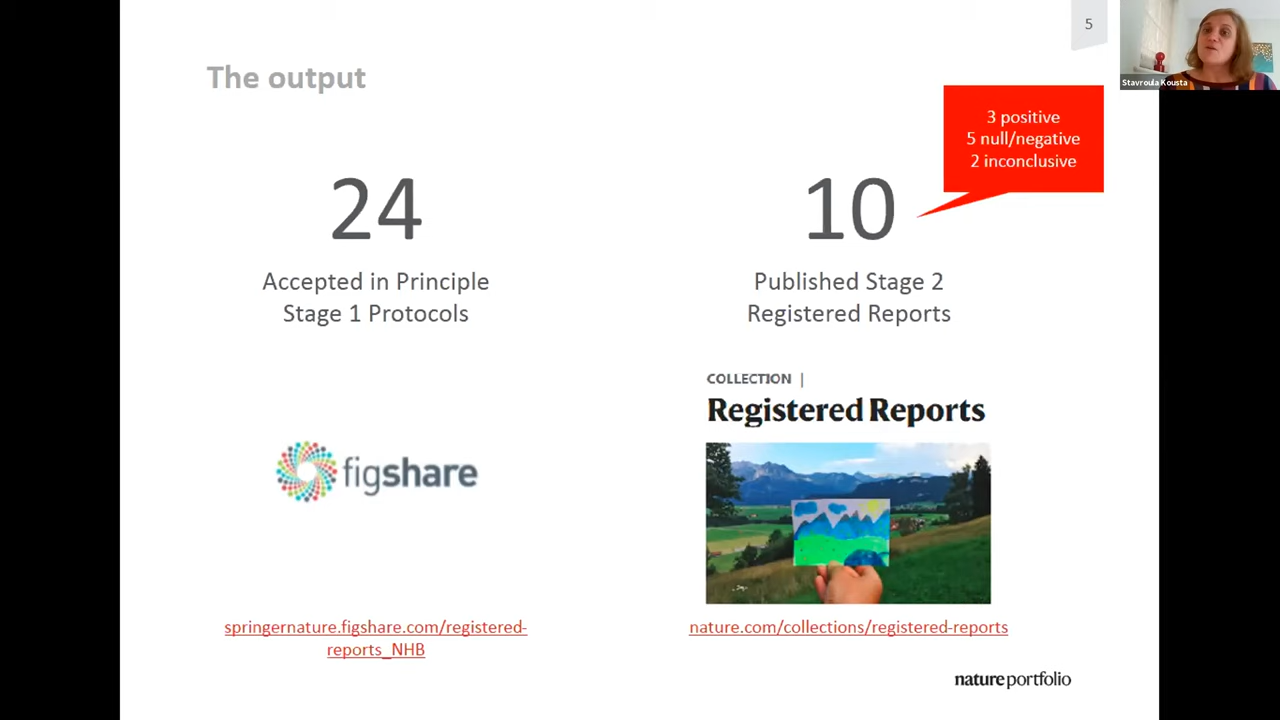 5
Stavroula Kousta
The output
3 positive
5 null/negative
2 inconclusive
24
Accepted in Principle
Stage 1 Protocols
figshare
springernature.figshare.com/registered-
reports_NHB
10
Published Stage 2
Registered Reports
COLLECTION |
Registered Reports
nature.com/collections/registered-reports
nature portfolio